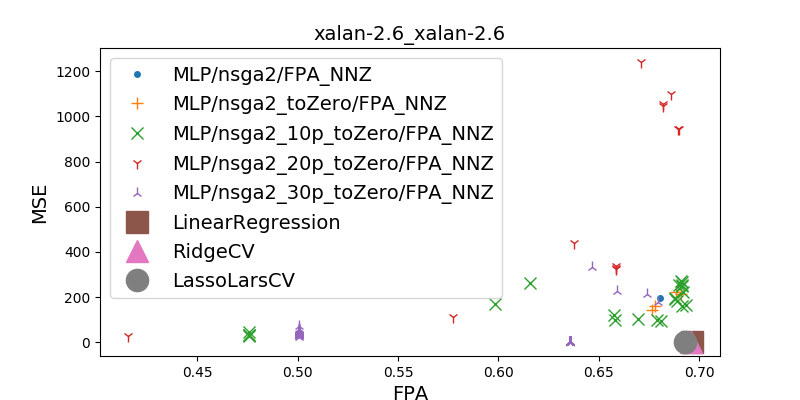 xalan-2.6_xalan-2.6
MSE
1200
1000
800
600
400
200
0
MLP/nsga2/FPA_NNZ
MLP/nsga2_toZero/FPA_NNZ
MLP/nsga2_10p_toZero/FPA_NNZ
MLP/nsga2_20p_toZero/FPA_NNZ
MLP/nsga2_30p_toZero/FPA_NNZ
LinearRegression
RidgeCV
LassoLarsCV
0.45 0.50 0.55 0.60 0.65 0.70
FPA